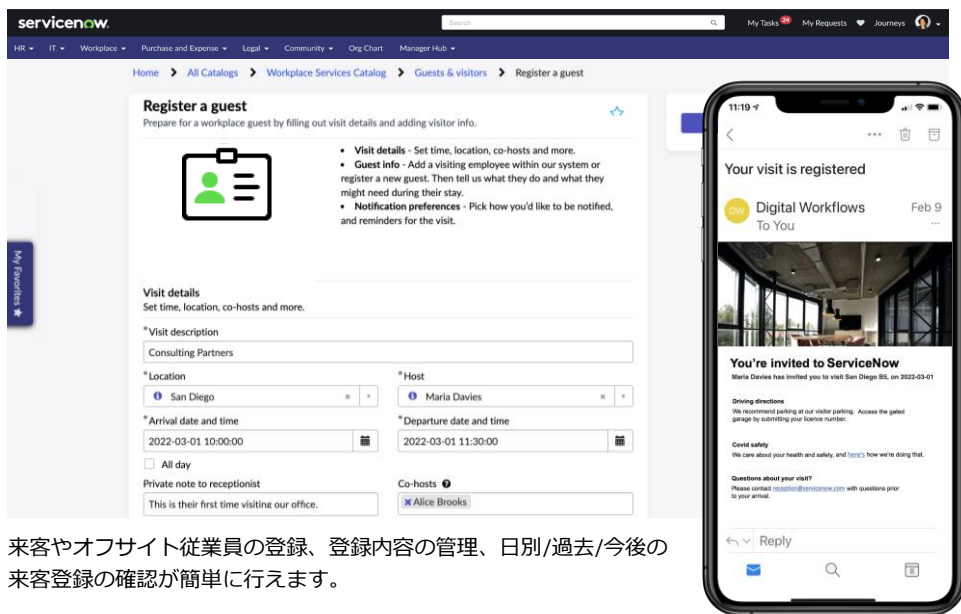 servicenow.
Search
My Tasks 24 My Requests Journeys
HR IT Workplace Purchase and Expense Legal Community Org Chart Manager Hub
Home > All Catalogs > Workplace Services Catalog > Guests & visitors > Register a guest
Register a guest
Prepare for a workplace guest by filling out visit details and adding visitor info.
• Visit details - Set time, location, co-hosts and more.
• Guest info - Add a visiting employee within our system or
register a new guest. Then tell us what they do and what they
might need during their stay.
• Notification preferences - Pick how you'd like to be notified,
and reminders for the visit.
My Favorites
Visit details
Set time, location, co-hosts and more.
*Visit description
Consulting Partners
*Location
San Diego
*Host
Maria Davies
*Arrival date and time
2022-03-01 10:00:00
*Departure date and time
2022-03-01 11:30:00
All day
Private note to receptionist
This is their first time visiting our office.
Co-hosts
× Alice Brooks
11:19
Your visit is registered
DW
Digital Workflows
Feb 9
To You
You're invited to ServiceNow
Maria Davies has invited you to visit San Diego B5, on 2022-03-01
Driving directions
We recommend parking at our visitor parking. Access the gated
garage by submitting your licence number.
Covid safety
We care about your health and safety, and here's how we're doing that.
Questions about your visit?
Please contact reception@servicenow.com with questions prior
to your arrival.
Reply
来客やオフサイト従業員の登録、登録内容の管理、日別/過去/今後の
来客登録の確認が簡単に行えます。